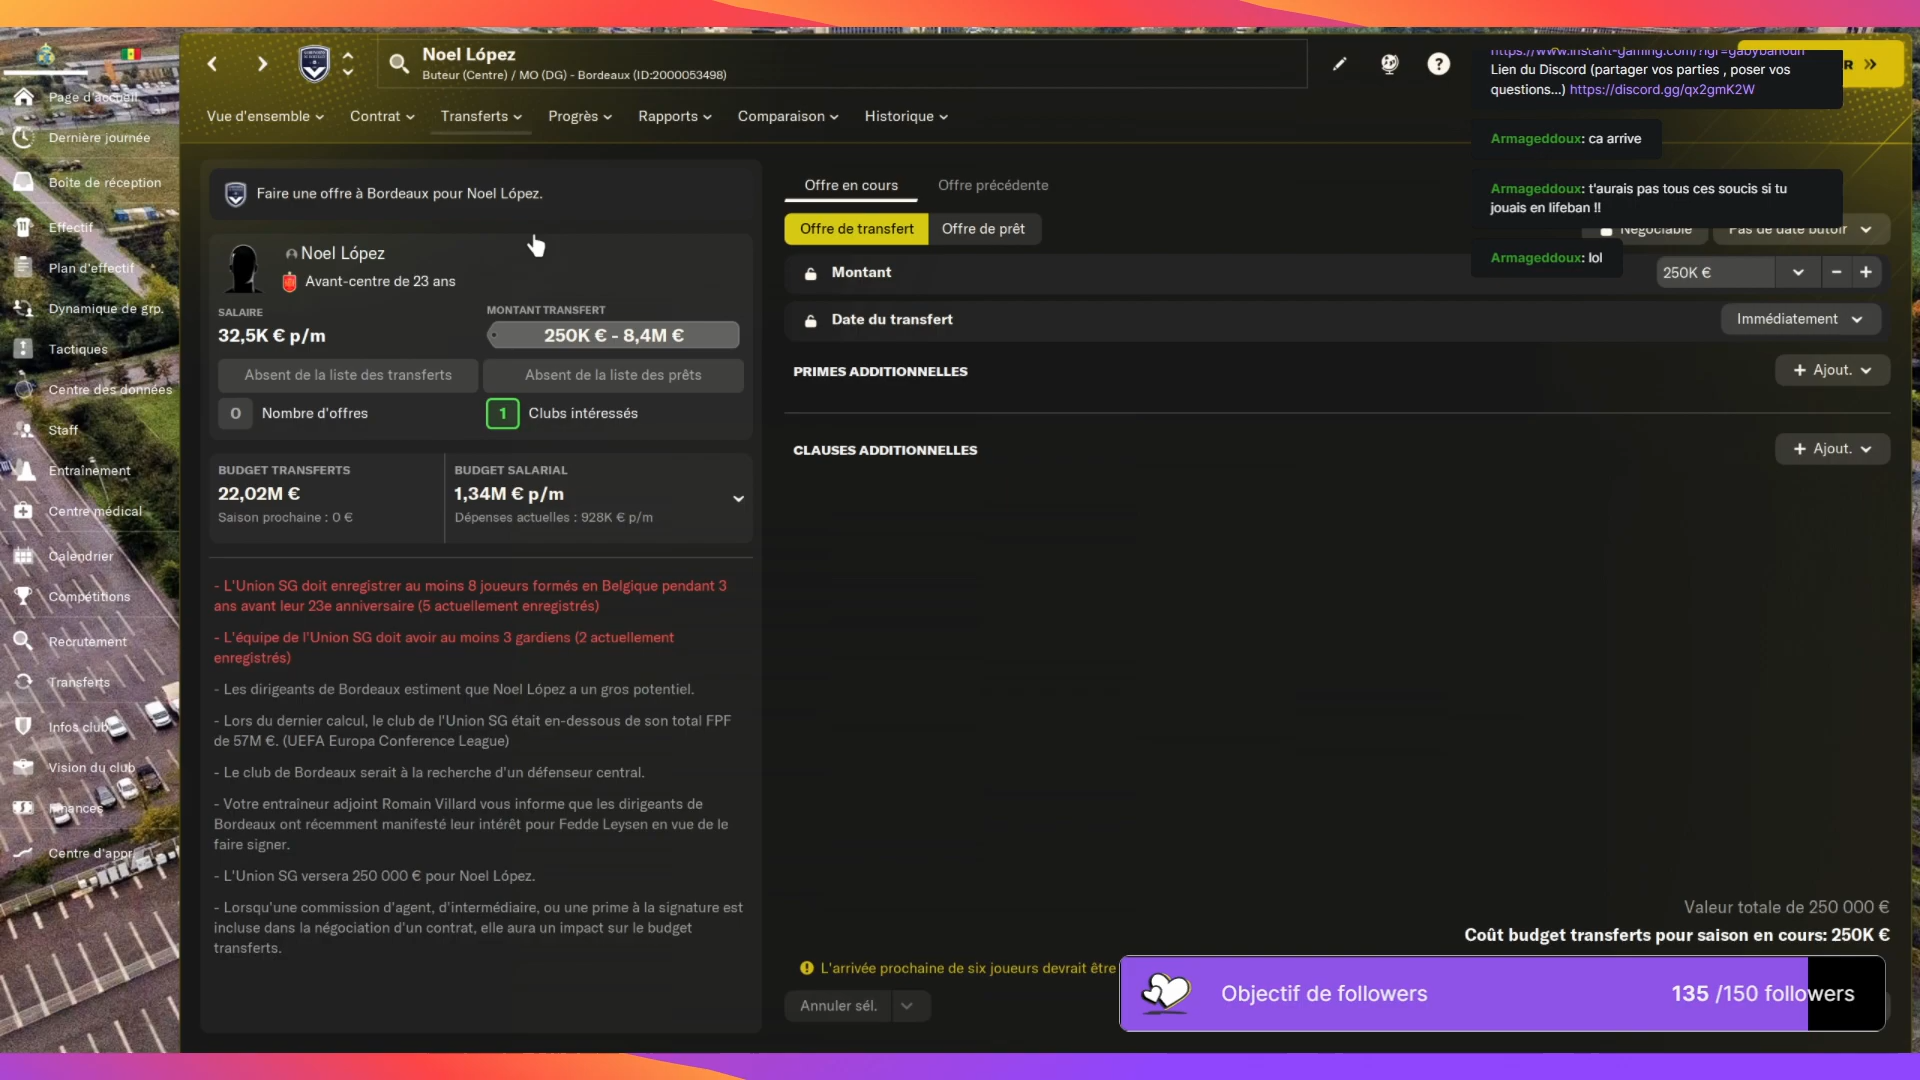 Noel López
Buteur (Centre) / MO (DG) - Bordeaux (ID:2000053498)
Vue d'ensemble
Contrat
Transferts
Progrès
Rapports
Comparaison
Historique
Page d'accueil
Dernière journée
Boîte de réception
Effectif
Plan d'effectif
Dynamique de grp.
Tactiques
Centre des données
Staff
Entraînement
Centre médical
Calendrier
Compétitions
Recrutement
Transferts
Infos club
Vision du club
Finances
Centre d'appr.
Faire une offre à Bordeaux pour Noel López.
Noel López
Avant-centre de 23 ans
SALAIRE
32,5K € p/m
MONTANT TRANSFERT
250K € - 8,4M €
Absent de la liste des transferts
Absent de la liste des prêts
0 Nombre d'offres
1 Clubs intéressés
BUDGET TRANSFERTS
22,02M €
Saison prochaine : 0 €
BUDGET SALARIAL
1,34M € p/m
Dépenses actuelles : 928K € p/m
- L'Union SG doit enregistrer au moins 8 joueurs formés en Belgique pendant 3
ans avant leur 23e anniversaire (5 actuellement enregistrés)
- L'équipe de l'Union SG doit avoir au moins 3 gardiens (2 actuellement
enregistrés)
- Les dirigeants de Bordeaux estiment que Noel López a un gros potentiel.
- Lors du dernier calcul, le club de l'Union SG était en-dessous de son total FPF
de 57M €. (UEFA Europa Conference League)
- Le club de Bordeaux serait à la recherche d'un défenseur central.
- Votre entraîneur adjoint Romain Villard vous informe que les dirigeants de
Bordeaux ont récemment manifesté leur intérêt pour Fedde Leysen en vue de le
faire signer.
- L'Union SG versera 250 000 € pour Noel López.
- Lorsqu'une commission d'agent, d'intermédiaire, ou une prime à la signature est
incluse dans la négociation d'un contrat, elle aura un impact sur le budget
transferts.
Offre en cours
Offre précédente
Offre de transfert
Offre de prêt
Négociable
Pas de date butoir
Montant
250K €
Date du transfert
Immédiatement
PRIMES ADDITIONNELLES
+ Ajout.
CLAUSES ADDITIONNELLES
+ Ajout.
https://www.instant-gaming.com/?igr=gabybanoun
Lien du Discord (partager vos parties , poser vos
questions...) https://discord.gg/qx2gmK2W
Armageddoux: ca arrive
Armageddoux: t'aurais pas tous ces soucis si tu
jouais en lifeban !!
Armageddoux: lol
Valeur totale de 250 000 €
Coût budget transferts pour saison en cours: 250K €
L'arrivée prochaine de six joueurs devrait être
Annuler sél.
Objectif de followers
135 /150 followers